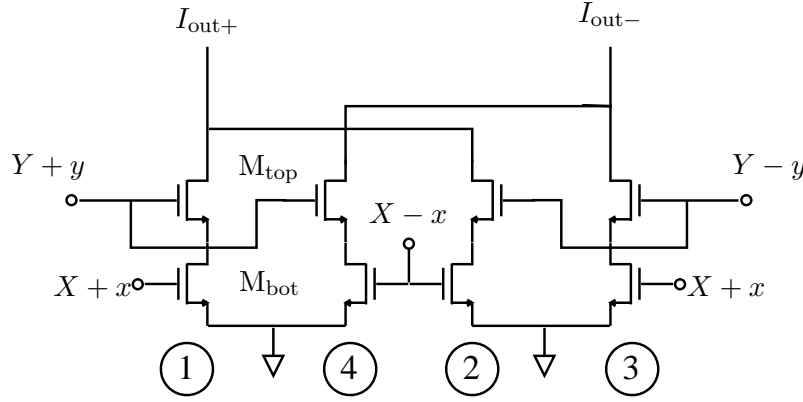 I_out+
I_out−
Y + y
M_top
Y − y
X − x
X + x
M_bot
X + x
1
4
2
3